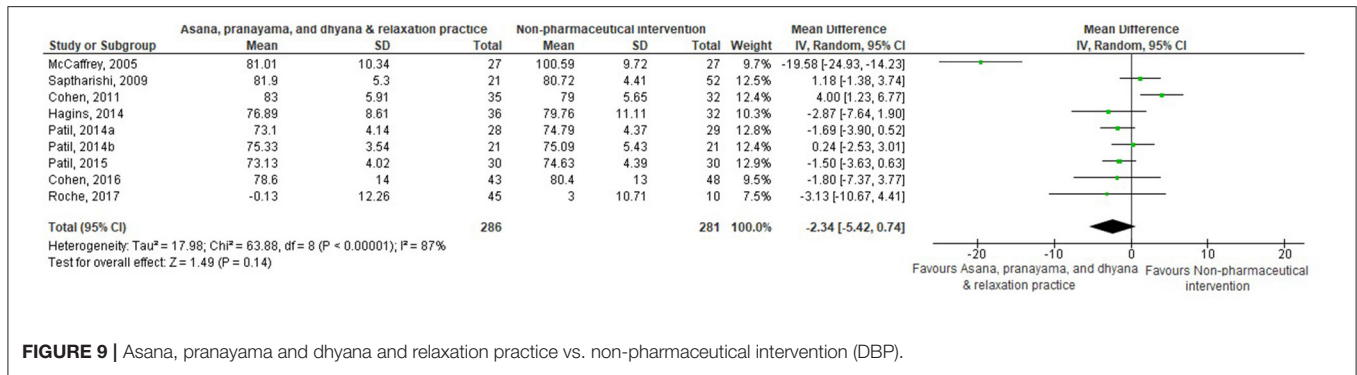 Asana, pranayama, and dhyana & relaxation practice Non-pharmaceutical intervention Mean Difference Mean Difference
Study or Subgroup Mean SD Total Mean SD Total Weight IV, Random, 95% CI IV, Random, 95% CI
McCaffrey, 2005 81.01 10.34 27 100.59 9.72 27 9.7% -19.58 [-24.93, -14.23]
Saptharishi, 2009 81.9 5.3 21 80.72 4.41 52 12.5% 1.18 [-1.38, 3.74]
Cohen, 2011 83 5.91 35 79 5.65 32 12.4% 4.00 [1.23, 6.77]
Hagins, 2014 76.89 8.61 36 79.76 11.11 32 10.3% -2.87 [-7.64, 1.90]
Patil, 2014a 73.1 4.14 28 74.79 4.37 29 12.8% -1.69 [-3.90, 0.52]
Patil, 2014b 75.33 3.54 21 75.09 5.43 21 12.2% 0.24 [-2.53, 3.01]
Patil, 2015 73.13 4.02 30 74.63 4.39 30 12.9% -1.50 [-3.63, 0.63]
Cohen, 2016 78.6 14 43 80.4 13 48 9.5% -1.80 [-7.37, 3.77]
Roche, 2017 -0.13 12.26 45 3 10.71 10 7.5% -3.13 [-10.67, 4.41]
Total (95% CI) 286 281 100.0% -2.34 [-5.42, 0.74]
Heterogeneity: Tau² = 17.98; Chi² = 63.88, df = 8 (P < 0.00001); I² = 87%
Test for overall effect: Z = 1.49 (P = 0.14)
-20 -10 0 10 20
Favours Asana, pranayama, and dhyana Favours Non-pharmaceutical
& relaxation practice intervention
FIGURE 9 | Asana, pranayama and dhyana and relaxation practice vs. non-pharmaceutical intervention (DBP).